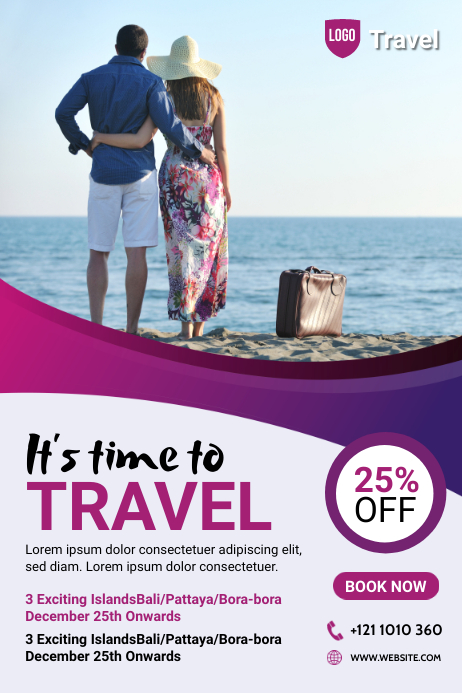 LOGO
Travel
It's time to
TRAVEL
25%
OFF
Lorem ipsum dolor consectetuer adipiscing elit,
sed diam. Lorem ipsum dolor consectetuer.
BOOK NOW
3 Exciting IslandsBali/Pattaya/Bora-bora
December 25th Onwards
3 Exciting IslandsBali/Pattaya/Bora-bora
December 25th Onwards
+121 1010 360
WWW.WEBSITE.COM